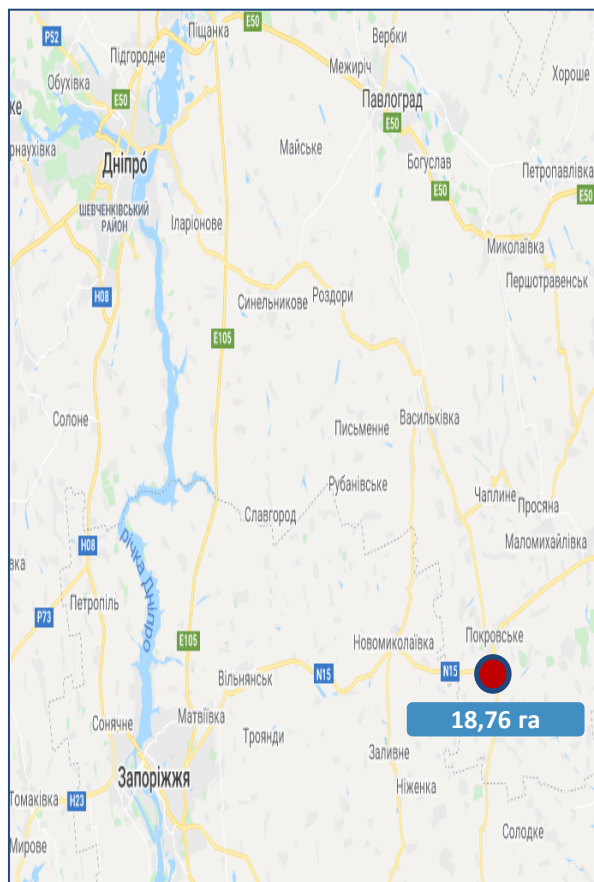 Піщанка
E50
P52
Вербки
Підгородне
Межиріч
Хороше
Обухівка
E50
Павлоград
ке
E50
рнаухівка
Майське
Богуслав
Дніпро́
Петропавлівка
E50
E50
ШЕВЧЕНКІВСЬКИЙ
РАЙОН
Іларіонове
Миколаївка
Першотравенськ
H08
Синельникове
Роздори
E105
Солоне
Васильківка
Письменне
Рубанівське
Чаплине
Просяна
Славгород
Маломихайлівка
H08
річка Дніпро
вка
Петропіль
P73
E105
Новомиколаївка
Покровське
Вільнянськ
N15
N15
18,76 га
Сонячне
Матвіївка
Троянди
Заливне
Запоріжжя
Ніженка
Томаківка
H23
Солодке
Мирове